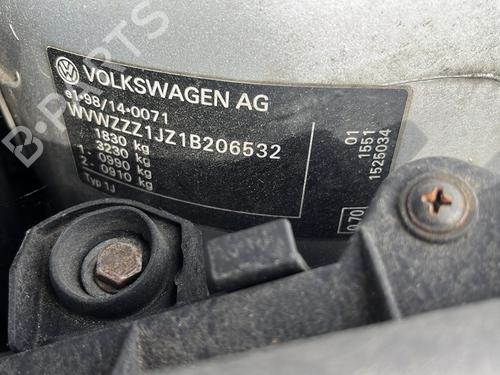 VOLKSWAGEN AG
e1*98/14*0071
WVWZZZ1JZ1B206532
1830 kg
3230 kg
1. 0990 kg
2. 0910 kg
Typ 1J
01
1551
1525034
0,70
B-PARTS